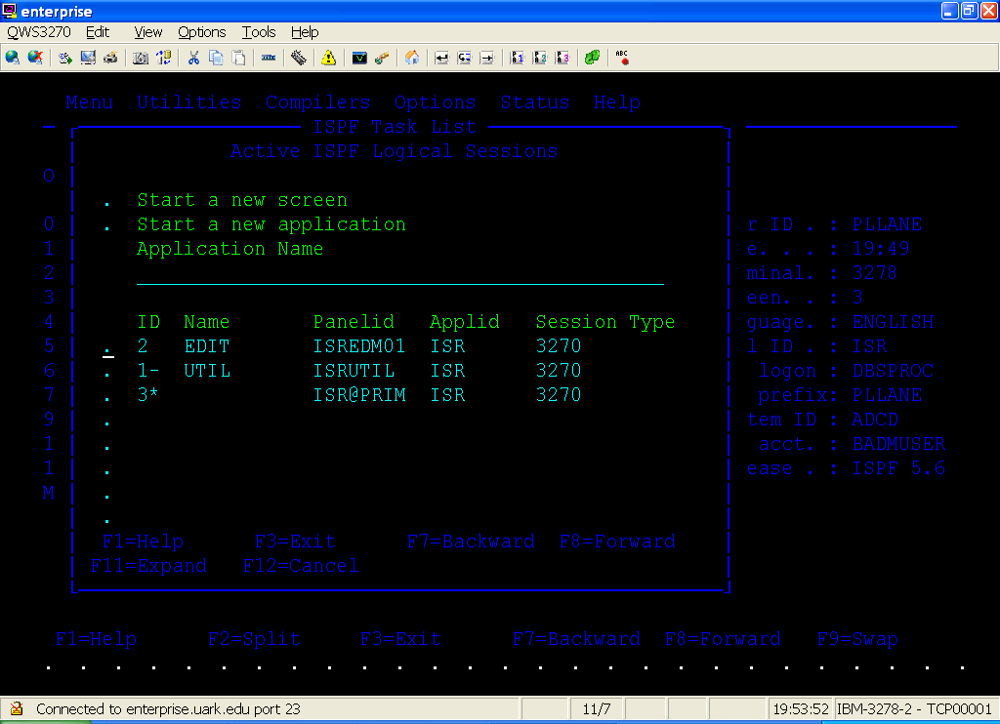 enterprise
QWS3270 Edit View Options Tools Help
Menu Utilities Compilers Options Status Help
ISPF Task List
Active ISPF Logical Sessions
O
. Start a new screen
0 . Start a new application r ID . : PLLANE
1 Application Name e. . . : 19:49
2 minal. : 3278
3 een. . : 3
4 ID Name Panelid Applid Session Type guage. : ENGLISH
5 . 2 EDIT ISREDM01 ISR 3270 l ID . : ISR
6 . 1- UTIL ISRUTIL ISR 3270 logon : DBSPROC
7 . 3* ISR@PRIM ISR 3270 prefix: PLLANE
9 . tem ID : ADCD
1 . acct. : BADMUSER
1 . ease . : ISPF 5.6
M .
.
F1=Help F3=Exit F7=Backward F8=Forward
F11=Expand F12=Cancel
F1=Help F2=Split F3=Exit F7=Backward F8=Forward F9=Swap
. . . . . . . . . . . . . . . . . . . . . . . . . . .
Connected to enterprise.uark.edu port 23 11/7 19:53:52 IBM-3278-2 - TCP00001